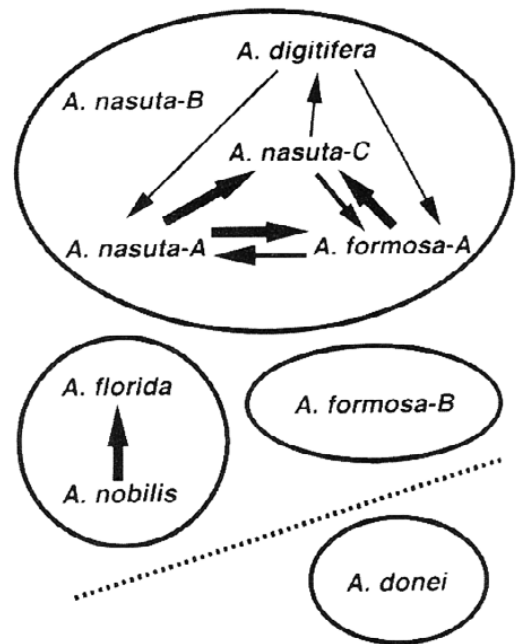 A. digitifera
A. nasuta-B
A. nasuta-C
A. nasuta-A
A. formosa-A
A. florida
A. formosa-B
A. nobilis
A. donei